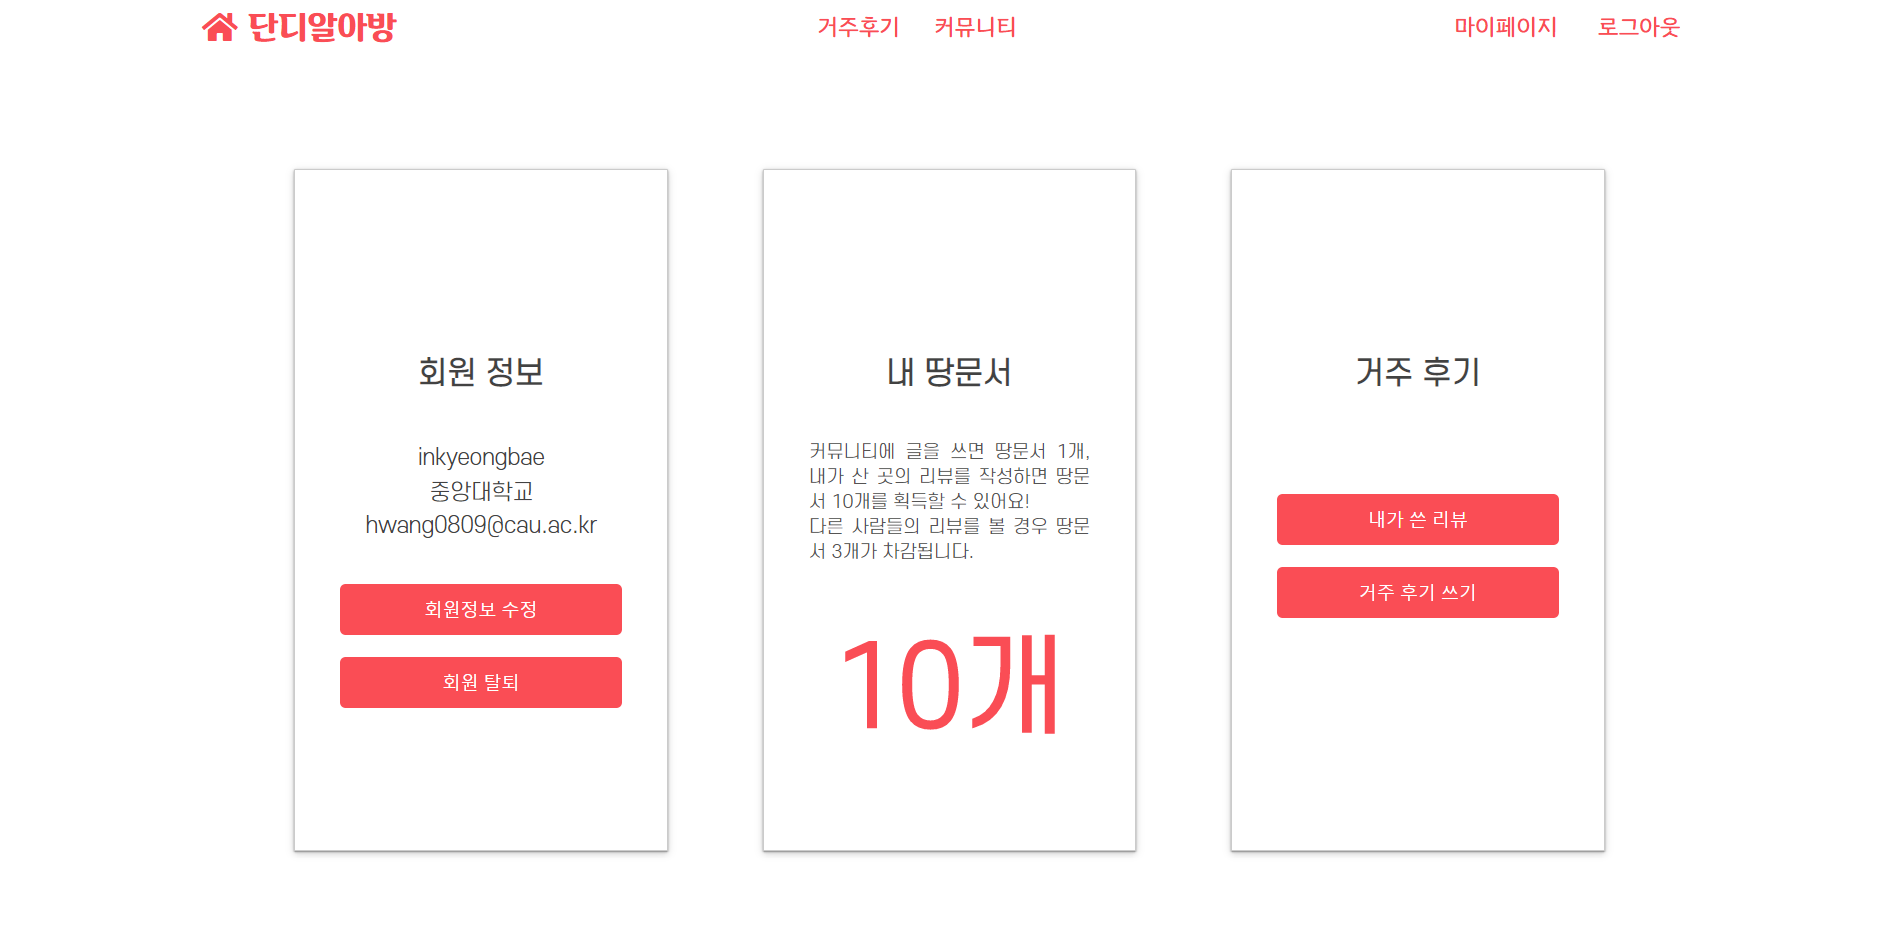 단디알아방
거주후기 커뮤니티
마이페이지 로그아웃
회원 정보
inkyeongbae
중앙대학교
hwang0809@cau.ac.kr
회원정보 수정
회원 탈퇴
내 땅문서
커뮤니티에 글을 쓰면 땅문서 1개,
내가 산 곳의 리뷰를 작성하면 땅문
서 10개를 획득할 수 있어요!
다른 사람들의 리뷰를 볼 경우 땅문
서 3개가 차감됩니다.
10개
거주 후기
내가 쓴 리뷰
거주 후기 쓰기